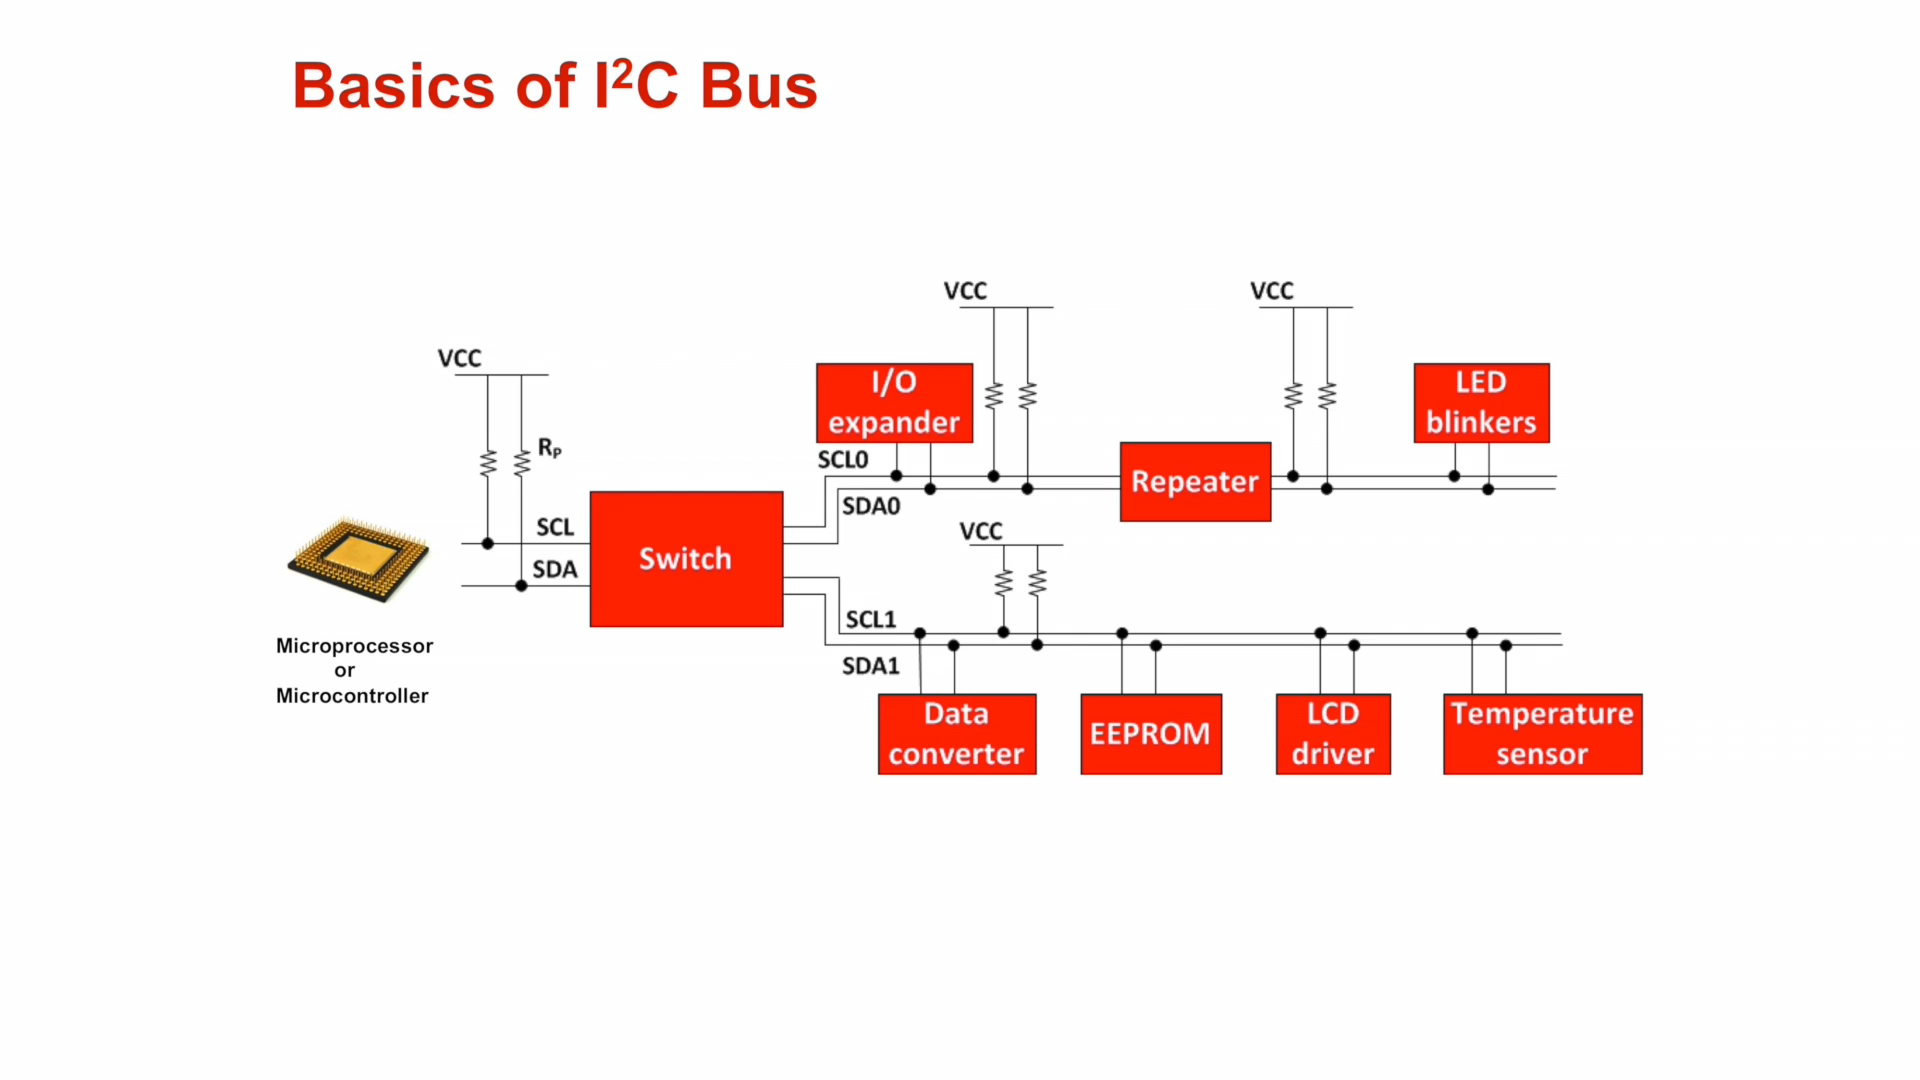 Basics of I²C Bus
VCC
VCC
VCC
I/O
expander
LED
blinkers
R_P
SCL0
Repeater
SDA0
SCL
VCC
Switch
SDA
SCL1
Microprocessor
or
Microcontroller
SDA1
Data
converter
EEPROM
LCD
driver
Temperature
sensor